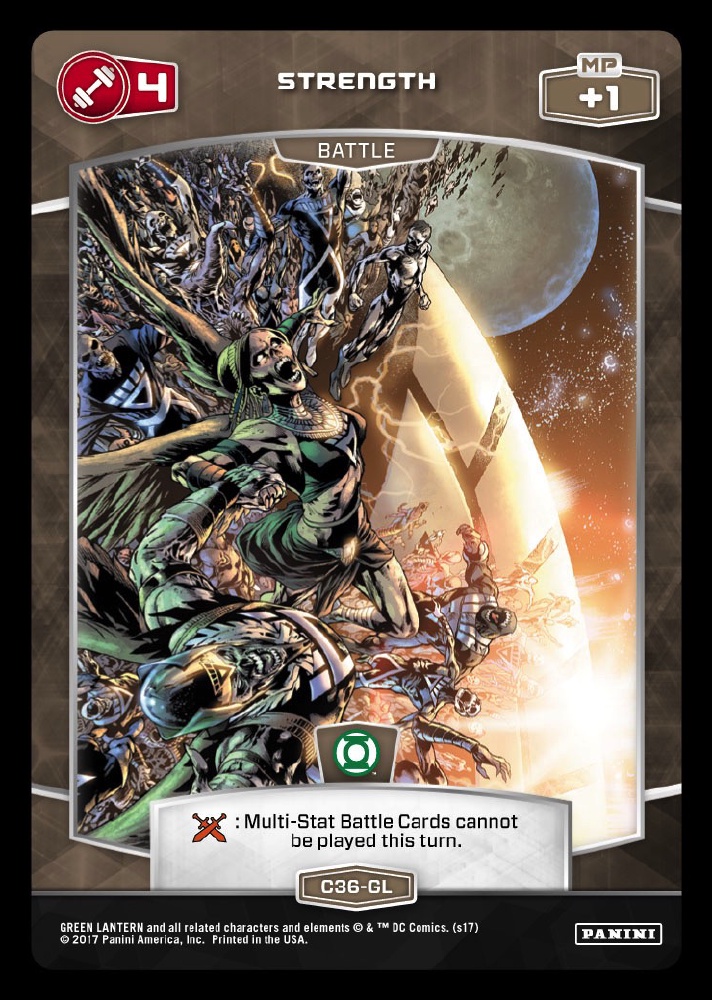 4
STRENGTH
MP
+1
BATTLE
: Multi-Stat Battle Cards cannot
be played this turn.
C36-GL
GREEN LANTERN and all related characters and elements © & ™ DC Comics. (s17)
© 2017 Panini America, Inc. Printed in the USA.
PANINI